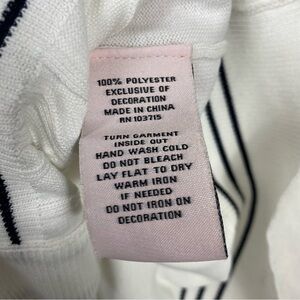 100% POLYESTER
EXCLUSIVE OF
DECORATION
MADE IN CHINA
RN 103715
TURN GARMENT
INSIDE OUT
HAND WASH COLD
DO NOT BLEACH
LAY FLAT TO DRY
WARM IRON
IF NEEDED
DO NOT IRON ON
DECORATION